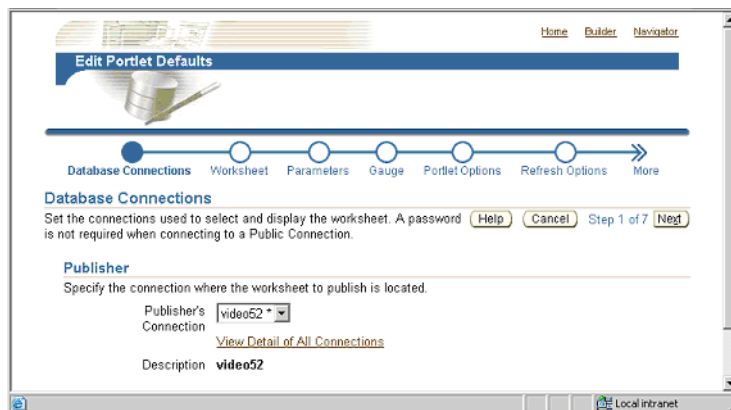 Home Builder Navigator
Edit Portlet Defaults
Database Connections Worksheet Parameters Gauge Portlet Options Refresh Options More
Database Connections
Set the connections used to select and display the worksheet. A password Help Cancel Step 1 of 7 Next
is not required when connecting to a Public Connection.
Publisher
Specify the connection where the worksheet to publish is located.
Publisher's video52 *
Connection
View Detail of All Connections
Description video52
Local intranet